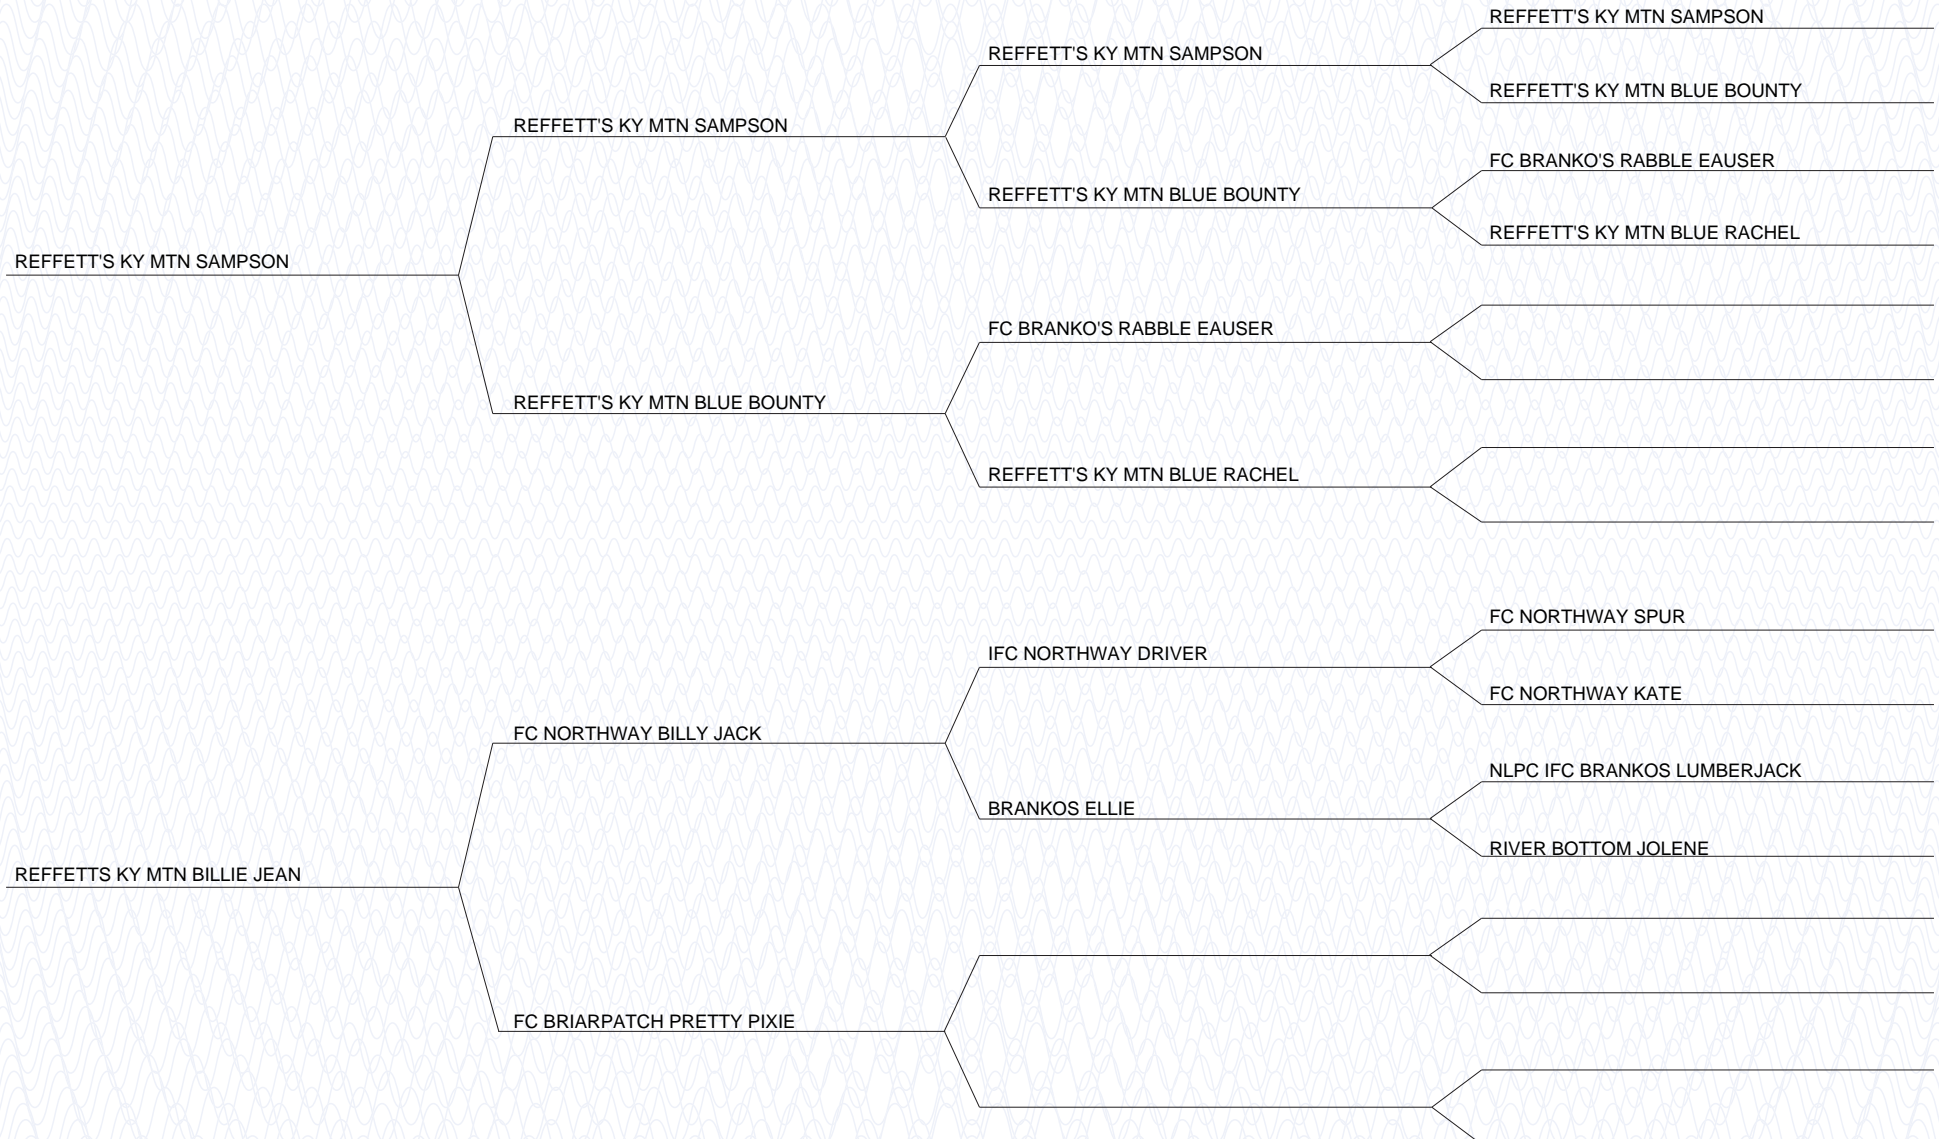 REFFETT'S KY MTN SAMPSON
REFFETT'S KY MTN SAMPSON
REFFETT'S KY MTN BLUE BOUNTY
REFFETT'S KY MTN SAMPSON
FC BRANKO'S RABBLE EAUSER
REFFETT'S KY MTN BLUE BOUNTY
REFFETT'S KY MTN BLUE RACHEL
REFFETT'S KY MTN SAMPSON
FC BRANKO'S RABBLE EAUSER
REFFETT'S KY MTN BLUE BOUNTY
REFFETT'S KY MTN BLUE RACHEL
FC NORTHWAY SPUR
IFC NORTHWAY DRIVER
FC NORTHWAY KATE
FC NORTHWAY BILLY JACK
NLPC IFC BRANKOS LUMBERJACK
BRANKOS ELLIE
RIVER BOTTOM JOLENE
REFFETTS KY MTN BILLIE JEAN
FC BRIARPATCH PRETTY PIXIE